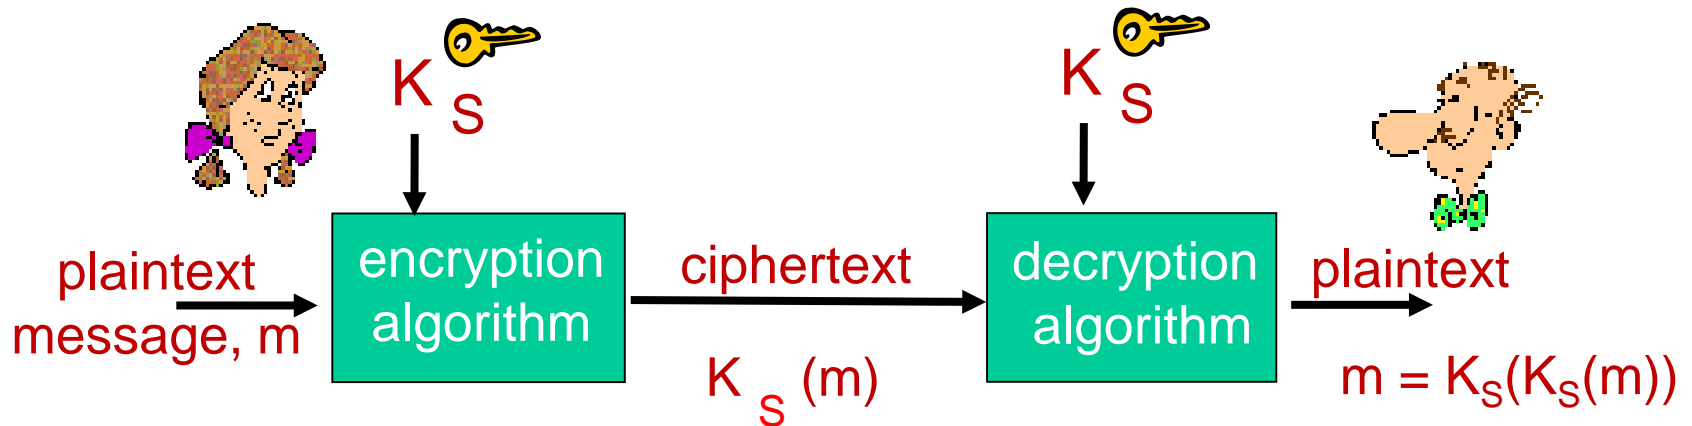 K S
K S
plaintext
message, m
encryption
algorithm
ciphertext
K S (m)
decryption
algorithm
plaintext
m = KS(KS(m))